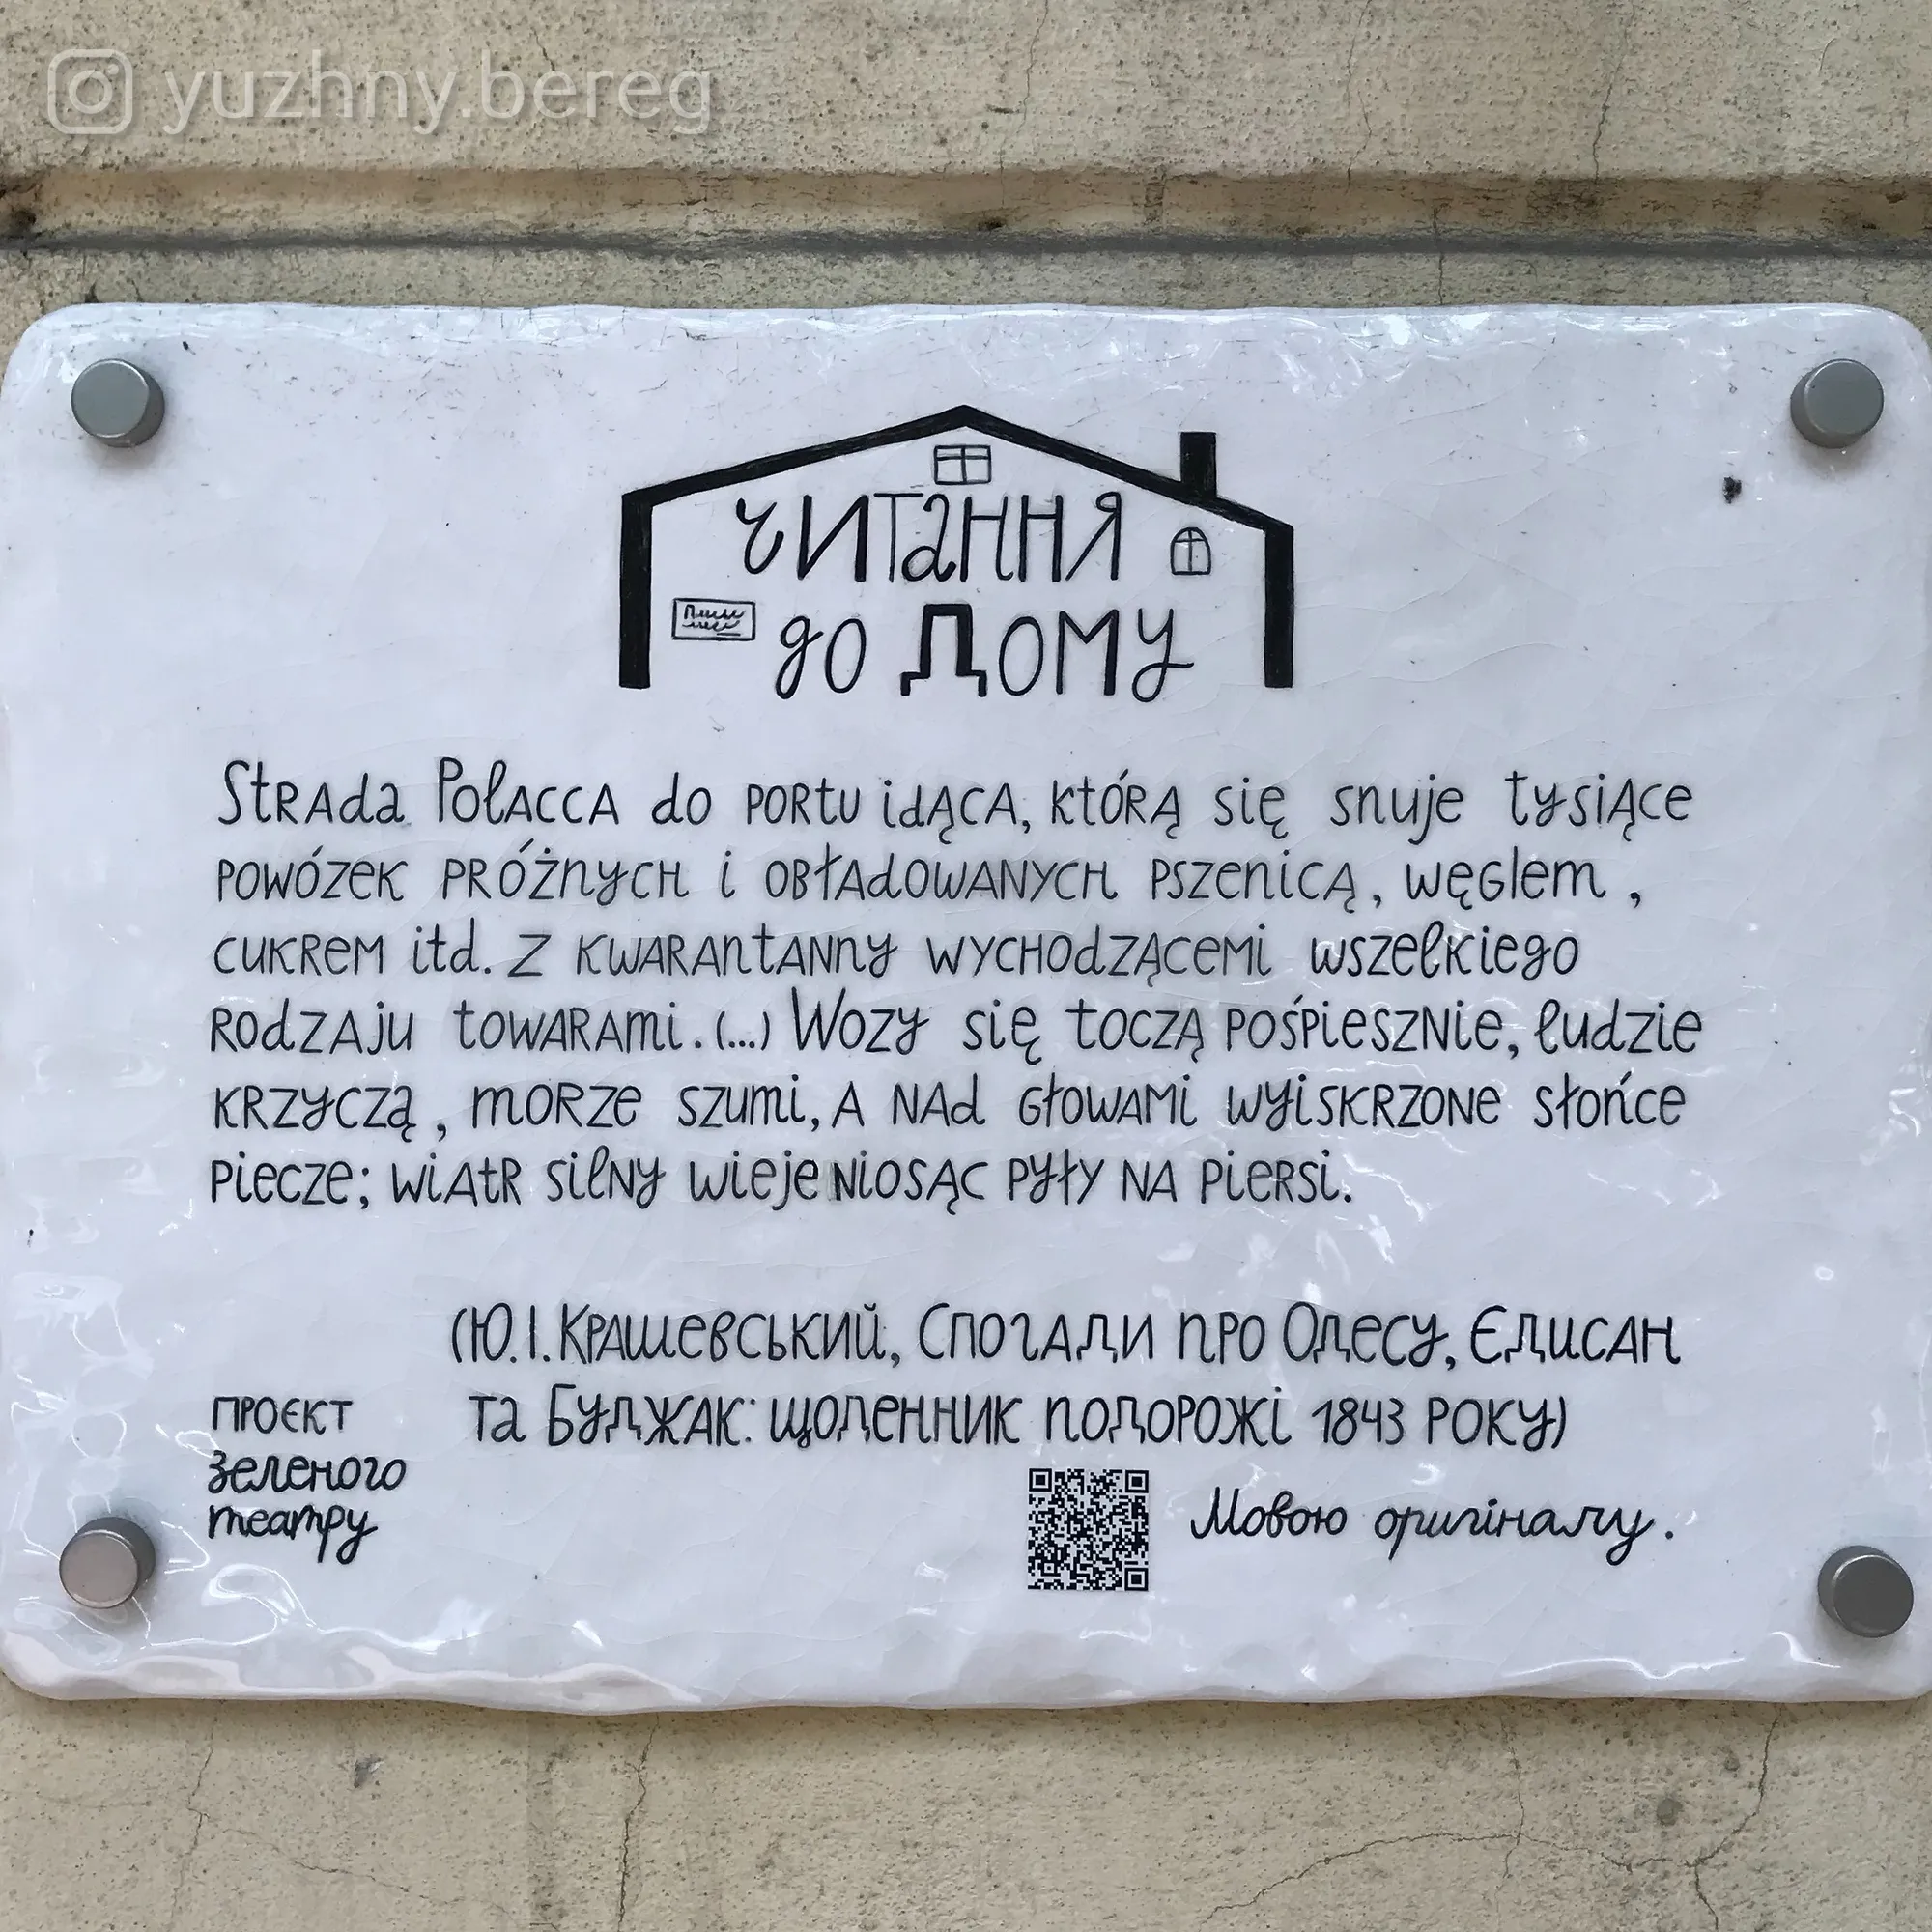 yuzhny.bereg
читання
до Дому
Strada Polacca do portu idąca, którą się snuje tysiące
powózek próżnych i obładowanych pszenicą, węglem,
cukrem itd. z kwarantanny wychodzącemi wszelkiego
rodzaju towarami. (...) Wozy się toczą pośpiesznie, ludzie
krzyczą, morze szumi, a nad głowami wyiskrzone słońce
piecze; wiatr silny wieje niosąc pyły na piersi.
(Ю. І. Крашевський, Спогади про Одесу, Єдисан
та Буджак: щоденник подорожі 1843 року)
проєкт
Зеленого
театру
Мовою оригіналу.